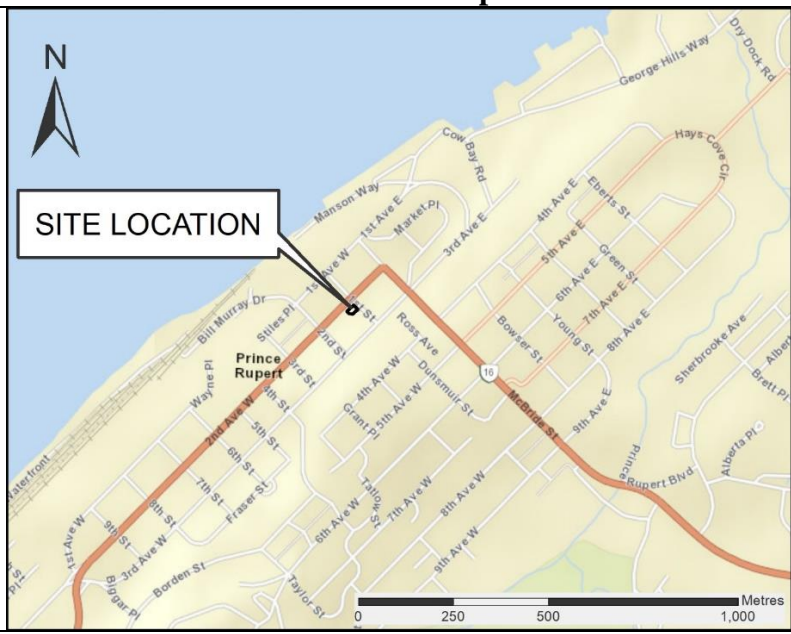 N
George Hills Way
Dry Dock Rd
Cow Bay Rd
Hays Cove Cir
Manson Way
1st Ave E
Market Pl
3rd Ave E
4th Ave E
Eberts St
5th Ave E
Green St
6th Ave E
7th Ave E
SITE LOCATION
1st Ave W
Bill Murray Dr
Stiles Pl
1st St
2nd St
Ross Ave
Bowser St
Young St
8th Ave E
Sherbrooke Ave
Prince
Rupert
3rd St
4th Ave W
Dunsmuir St
16
Brett Pl
Wayne Pl
4th St
5th Ave W
Grant Pl
McBride St
9th Ave E
2nd Ave W
5th St
6th St
Alberta Pl
Prince Rupert Blvd
7th St
Fraser St
Tatlow St
8th Ave W
7th Ave W
6th Ave W
8th St
9th St
1st Ave W
3rd Ave W
9th Ave W
Borden St
Biggar Pl
Taylor St
Metres
0 250 500 1,000